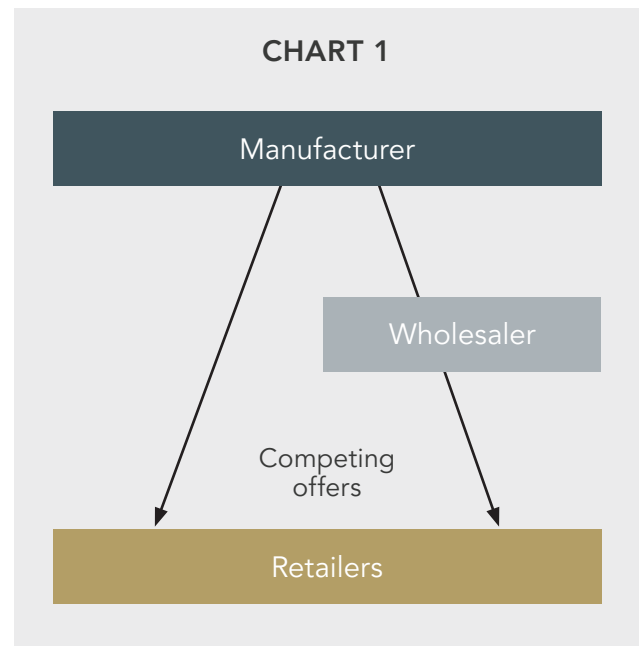 CHART 1
Manufacturer
Wholesaler
Competing
offers
Retailers